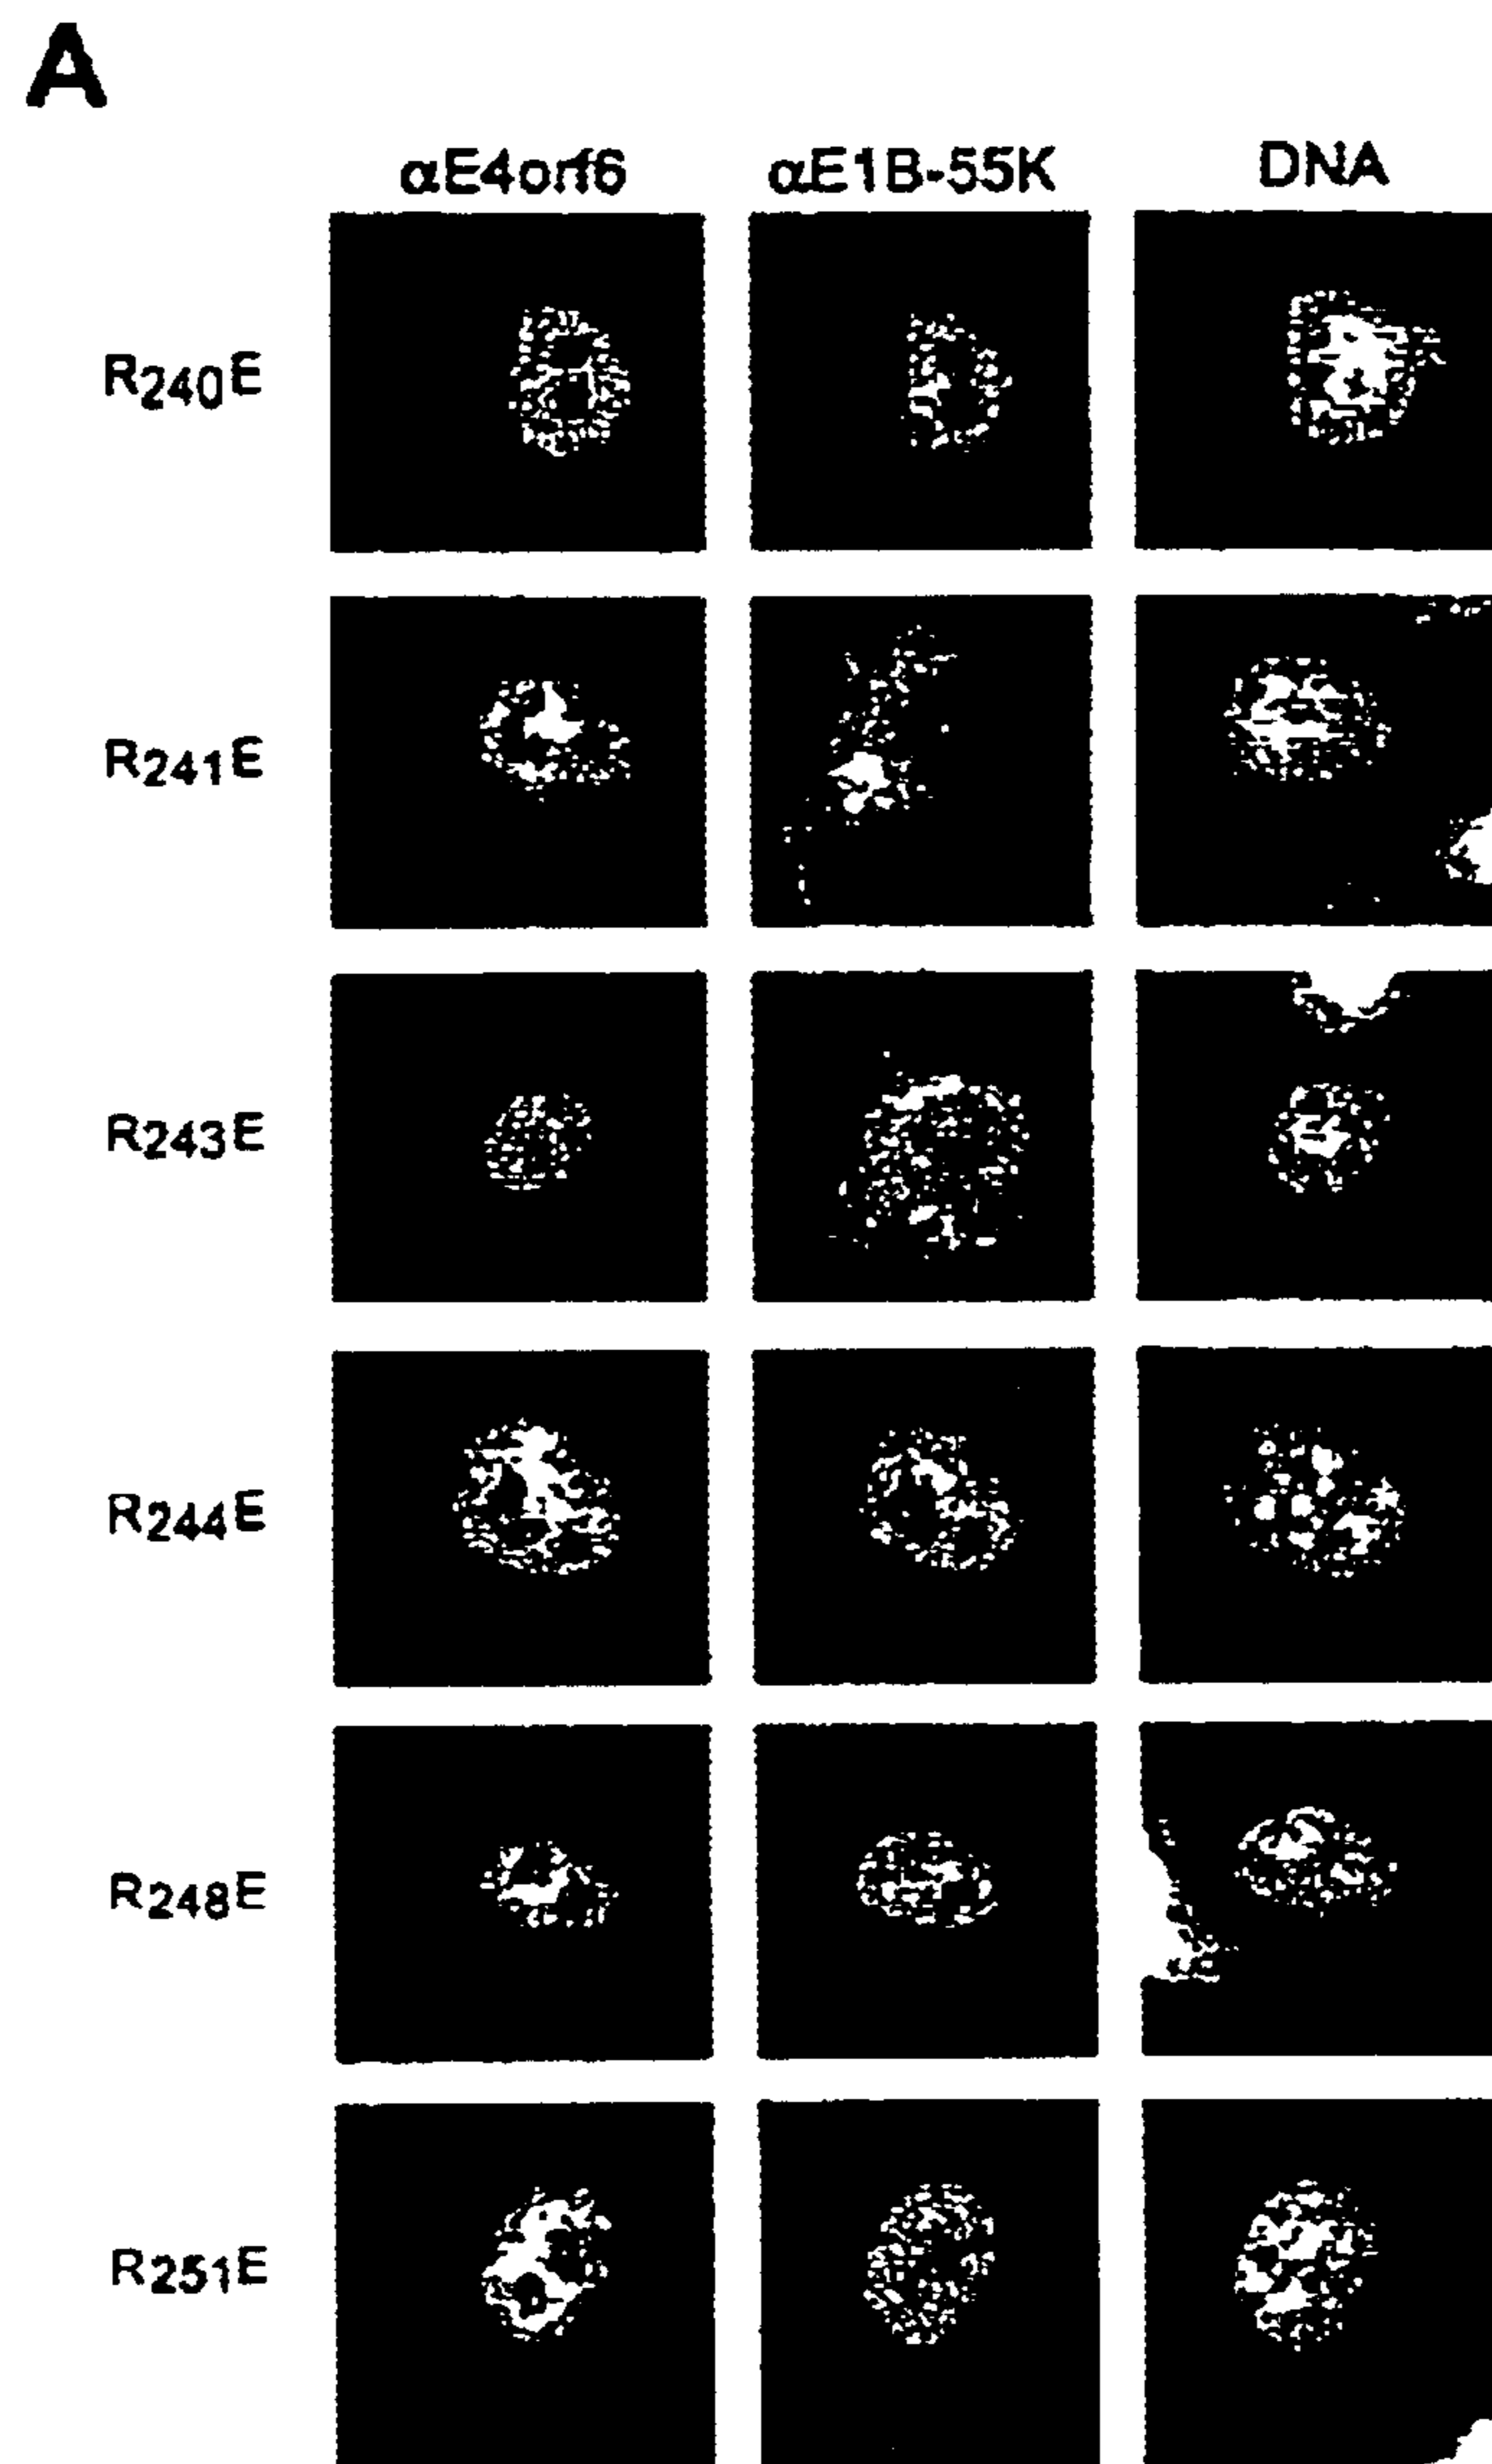 A
αE4orf6 αE1B-55K DNA
R240E
R241E
R243E
R244E
R248E
R251E